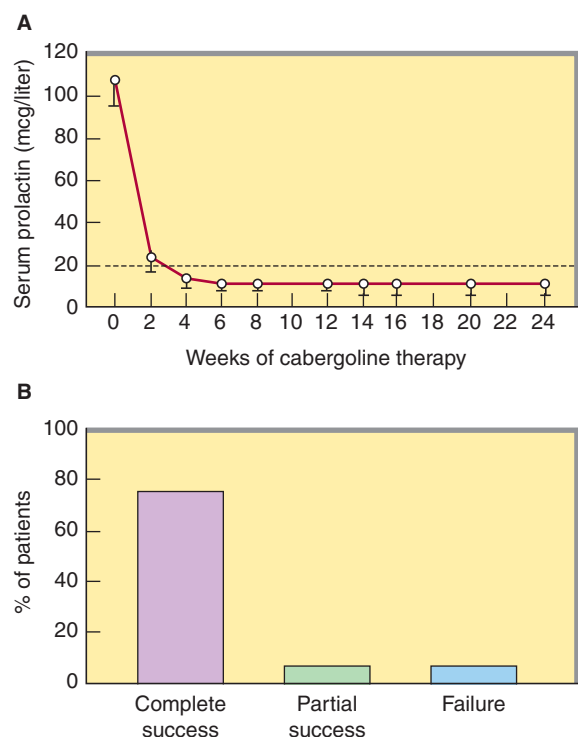 A
120
100
80
60
40
20
0
Serum prolactin (mcg/liter)
0 2 4 6 8 10 12 14 16 18 20 22 24
Weeks of cabergoline therapy
B
100
80
60
40
20
0
% of patients
Complete success
Partial success
Failure